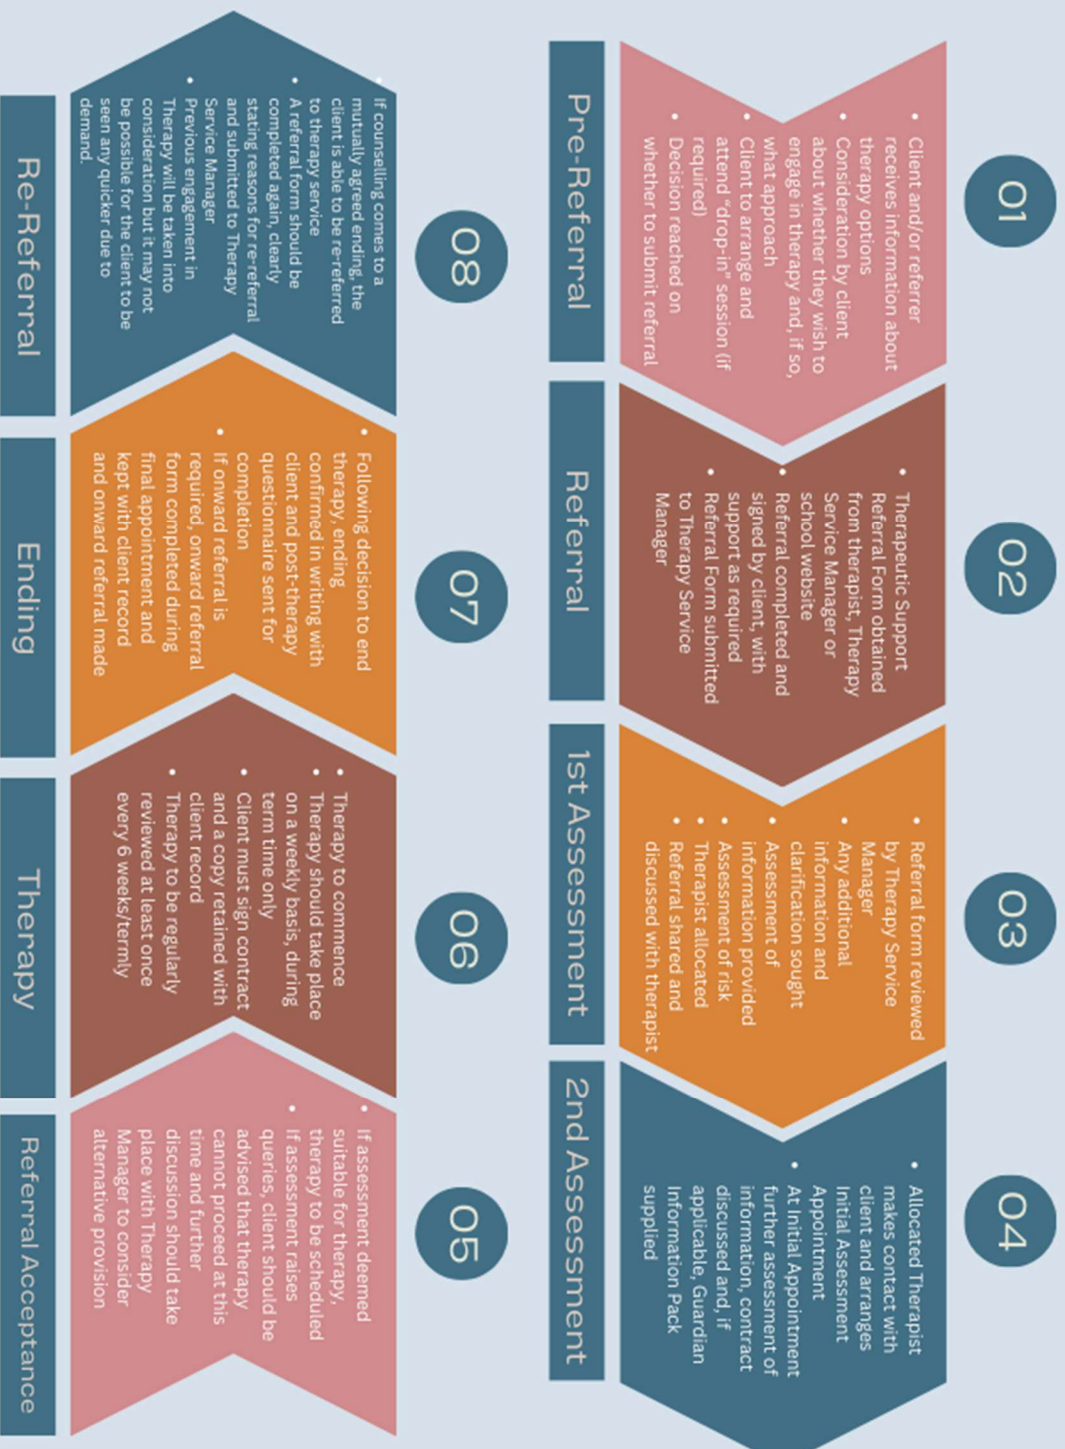 01
Client and/or referrer
receives information about
therapy options
Consideration by client
about whether they wish to
engage in therapy and, if so,
what approach
Client to arrange and
attend “drop-in” session (if
required)
Decision reached on
whether to submit referral
Pre-Referral
02
Therapeutic Support
Referral Form obtained
from therapist, Therapy
Service Manager or
school website
Referral completed and
signed by client, with
support as required
Referral Form submitted
to Therapy Service
Manager
Referral
03
Referral form reviewed
by Therapy Service
Manager
Any additional
information and
clarification sought
Assessment of
information provided
Assessment of risk
Therapist allocated
Referral shared and
discussed with therapist
1st Assessment
04
Allocated Therapist
makes contact with
client and arranges
Initial Assessment
Appointment
At Initial Appointment
further assessment of
information, contract
discussed and, if
applicable, Guardian
Information Pack
supplied
2nd Assessment
05
If assessment deemed
suitable for therapy,
therapy to be scheduled
If assessment raises
queries, client should be
advised that therapy
cannot proceed at this
time and further
discussion should take
place with Therapy
Manager to consider
alternative provision
Referral Acceptance
06
Therapy to commence
Therapy should take place
on a weekly basis, during
term time only
Client must sign contract
and a copy retained with
client record
Therapy to be regularly
reviewed at least once
every 6 weeks/termly
Therapy
07
Following decision to end
therapy, ending
confirmed in writing with
client and post-therapy
questionnaire sent for
completion
If onward referral is
required, onward referral
form completed during
final appointment and
kept with client record
and onward referral made
Ending
08
If counselling comes to a
mutually agreed ending, the
client is able to be re-referred
to therapy service
A referral form should be
completed again, clearly
stating reasons for re-referral
and submitted to Therapy
Service Manager
Previous engagement in
Therapy will be taken into
consideration but it may not
be possible for the client to be
seen any quicker due to
demand.
Re-Referral